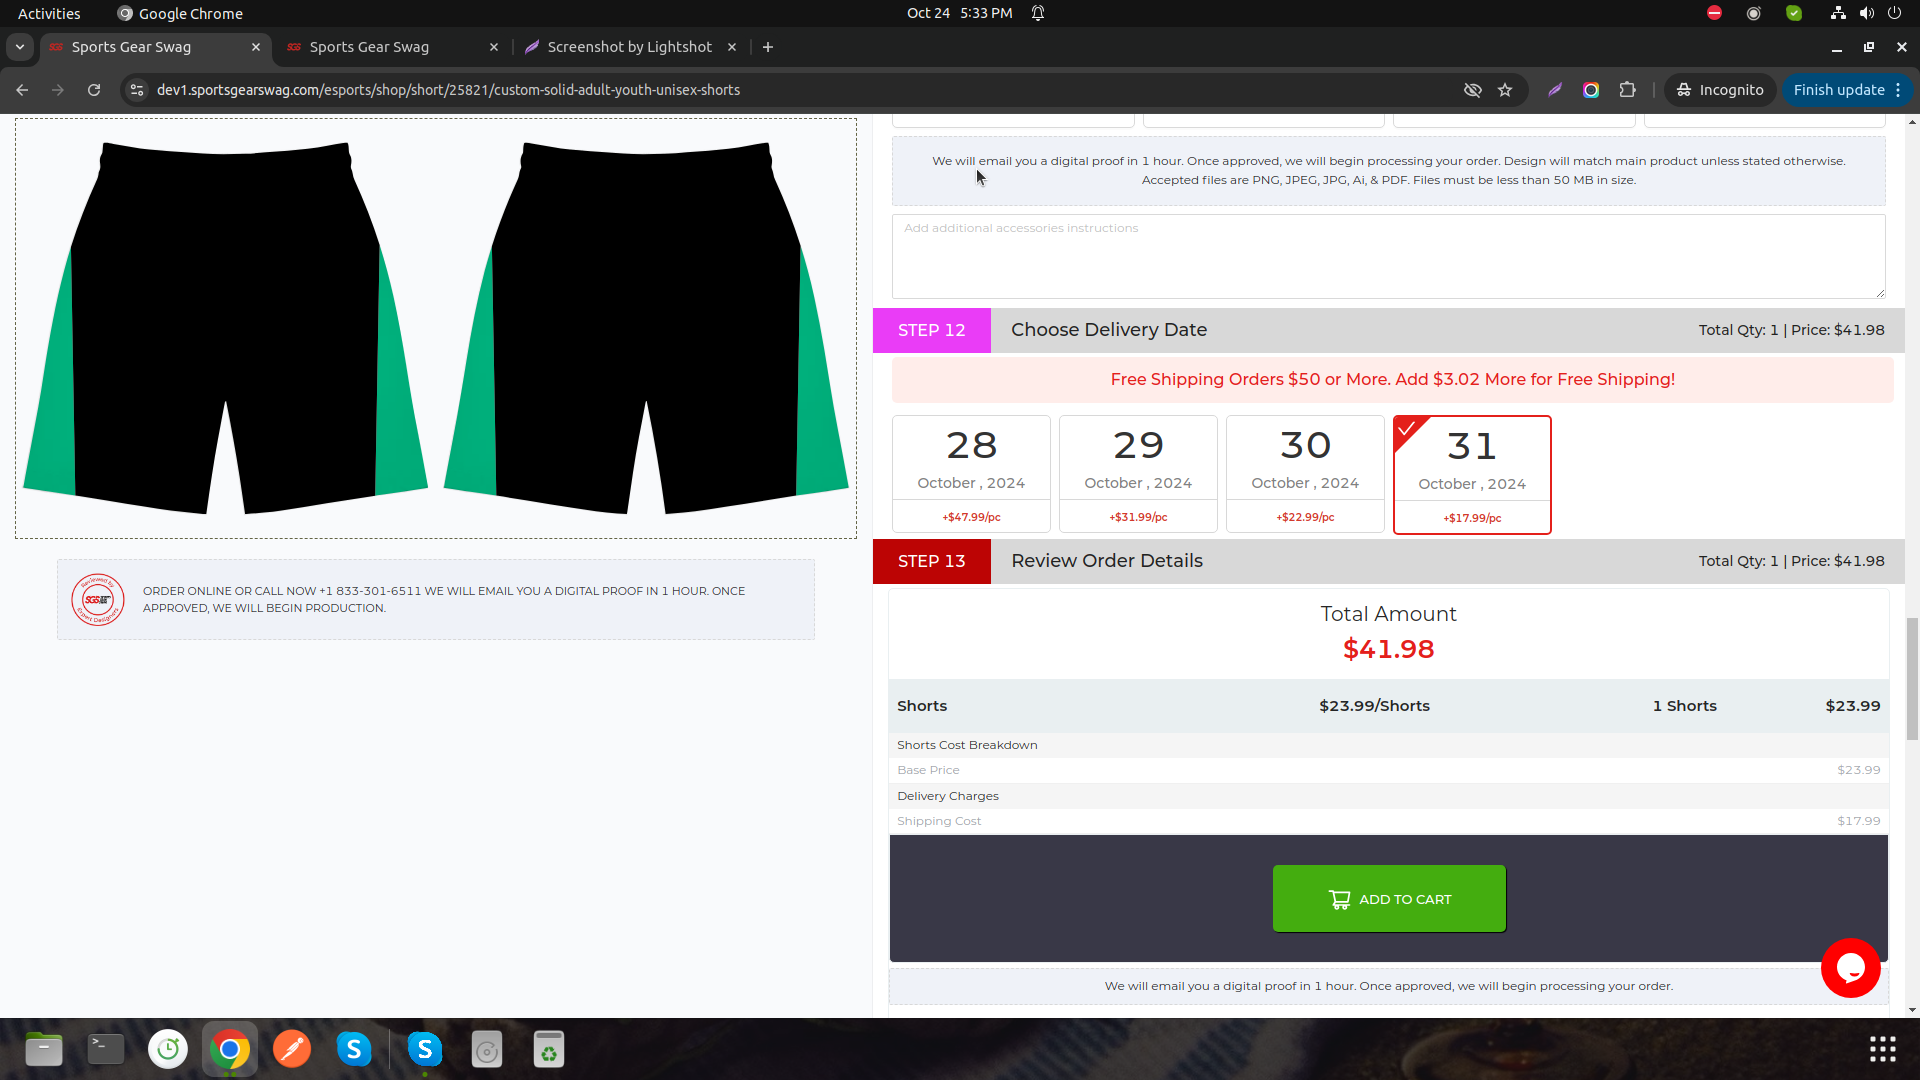 Activities
Google Chrome
Oct 24 5:33 PM
Sports Gear Swag
Sports Gear Swag
Screenshot by Lightshot
dev1.sportsgearswag.com/esports/shop/short/25821/custom-solid-adult-youth-unisex-shorts
Incognito
Finish update
We will email you a digital proof in 1 hour. Once approved, we will begin processing your order. Design will match main product unless stated otherwise.
Accepted files are PNG, JPEG, JPG, Ai, & PDF. Files must be less than 50 MB in size.
Add additional accessories instructions
STEP 12
Choose Delivery Date
Total Qty: 1 | Price: $41.98
Free Shipping Orders $50 or More. Add $3.02 More for Free Shipping!
28
October , 2024
+$47.99/pc
29
October , 2024
+$31.99/pc
30
October , 2024
+$22.99/pc
31
October , 2024
+$17.99/pc
STEP 13
Review Order Details
Total Qty: 1 | Price: $41.98
Total Amount
$41.98
Shorts $23.99/Shorts 1 Shorts $23.99
Shorts Cost Breakdown
Base Price $23.99
Delivery Charges
Shipping Cost $17.99
ADD TO CART
We will email you a digital proof in 1 hour. Once approved, we will begin processing your order.
Reviewed by
SGS
Expert Designers
ORDER ONLINE OR CALL NOW +1 833-301-6511 WE WILL EMAIL YOU A DIGITAL PROOF IN 1 HOUR. ONCE
APPROVED, WE WILL BEGIN PRODUCTION.